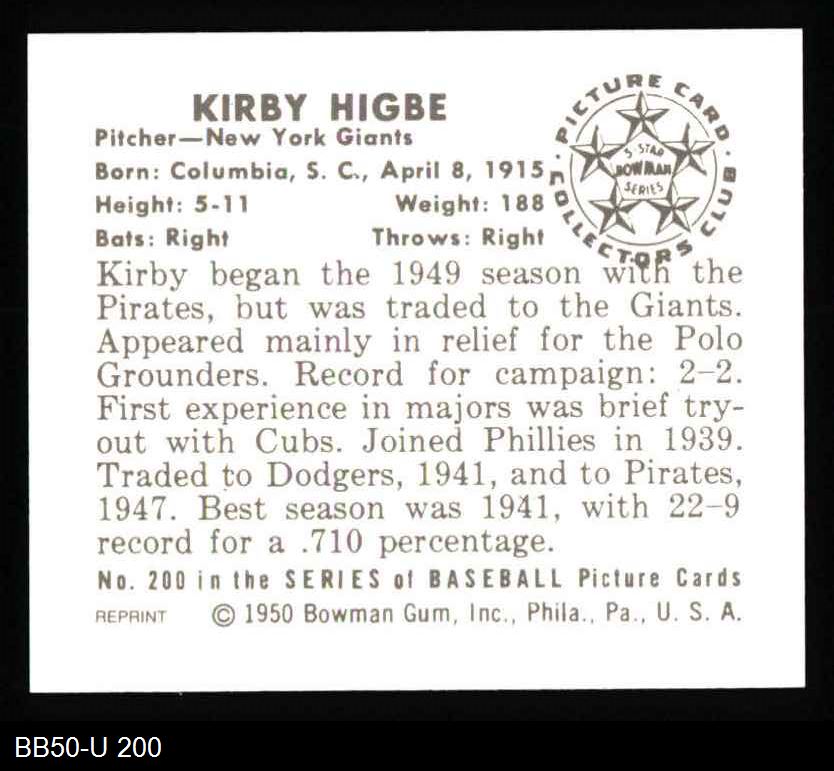 KIRBY HIGBE
Pitcher—New York Giants
Born: Columbia, S. C., April 8, 1915
Height: 5-11 Weight: 188
Bats: Right Throws: Right
PICTURE CARD COLLECTORS CLUB
5-STAR
BOWMAN
SERIES
Kirby began the 1949 season with the
Pirates, but was traded to the Giants.
Appeared mainly in relief for the Polo
Grounders. Record for campaign: 2–2.
First experience in majors was brief try-
out with Cubs. Joined Phillies in 1939.
Traded to Dodgers, 1941, and to Pirates,
1947. Best season was 1941, with 22–9
record for a .710 percentage.
No. 200 in the SERIES of BASEBALL Picture Cards
REPRINT © 1950 Bowman Gum, Inc., Phila., Pa., U. S. A.
BB50-U 200